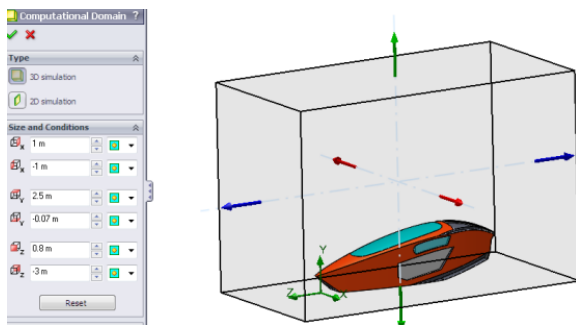 Computational Domain ?
Type
3D simulation
2D simulation
Size and Conditions
X 1 m
X -1 m
Y 2.5 m
Y -0.07 m
Z 0.8 m
Z -3 m
Reset
Y
Z X